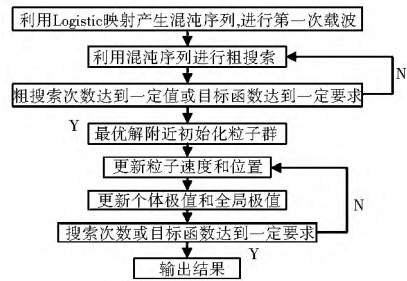 利用Logistic映射产生混沌序列,进行第一次载波
利用混沌序列进行粗搜索
N
粗搜索次数达到一定值或目标函数达到一定要求
Y
最优解附近初始化粒子群
更新粒子速度和位置
更新个体极值和全局极值
N
搜索次数或目标函数达到一定要求
Y
输出结果